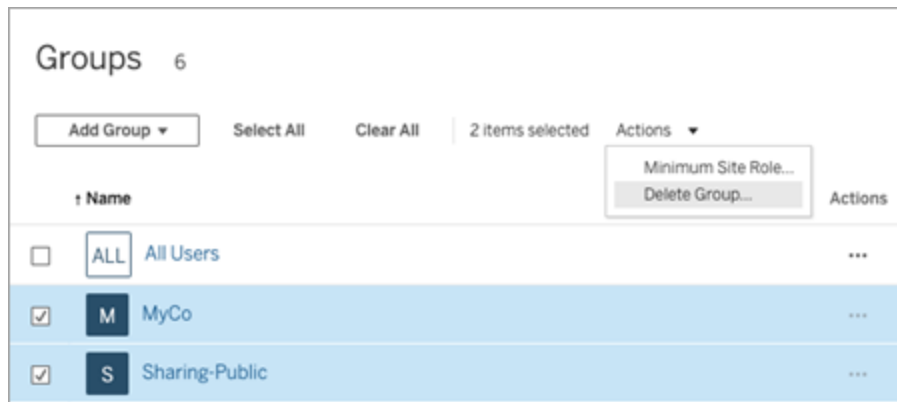 Groups 6
Add Group Select All Clear All 2 items selected Actions
Minimum Site Role...
Delete Group...
↑ Name Actions
ALL All Users ...
M MyCo ...
S Sharing-Public ...